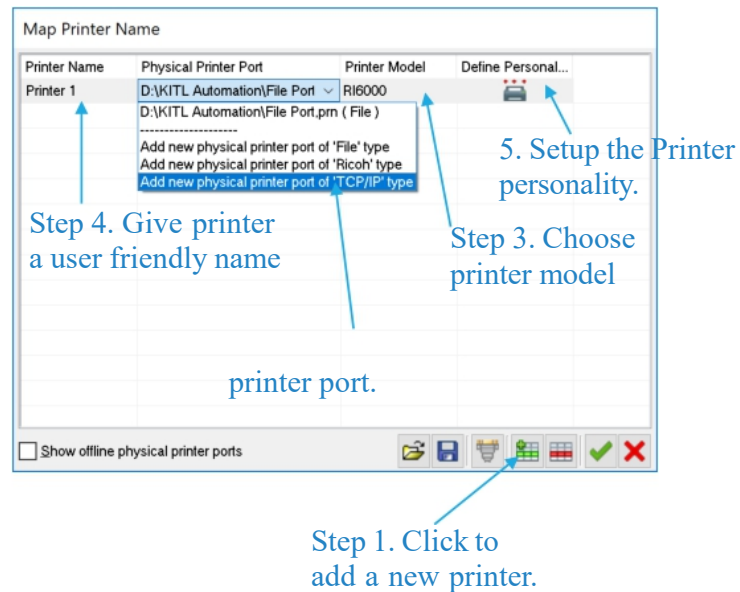 Map Printer Name
Printer Name Physical Printer Port Printer Model Define Personal...
Printer 1 D:\KITL Automation\File Port RI6000
D:\KITL Automation\File Port.prn ( File )
--------------------
Add new physical printer port of 'File' type
Add new physical printer port of 'Ricoh' type
Add new physical printer port of 'TCP/IP' type
5. Setup the Printer
personality.
Step 4. Give printer
a user friendly name
Step 3. Choose
printer model
printer port.
Show offline physical printer ports
Step 1. Click to
add a new printer.